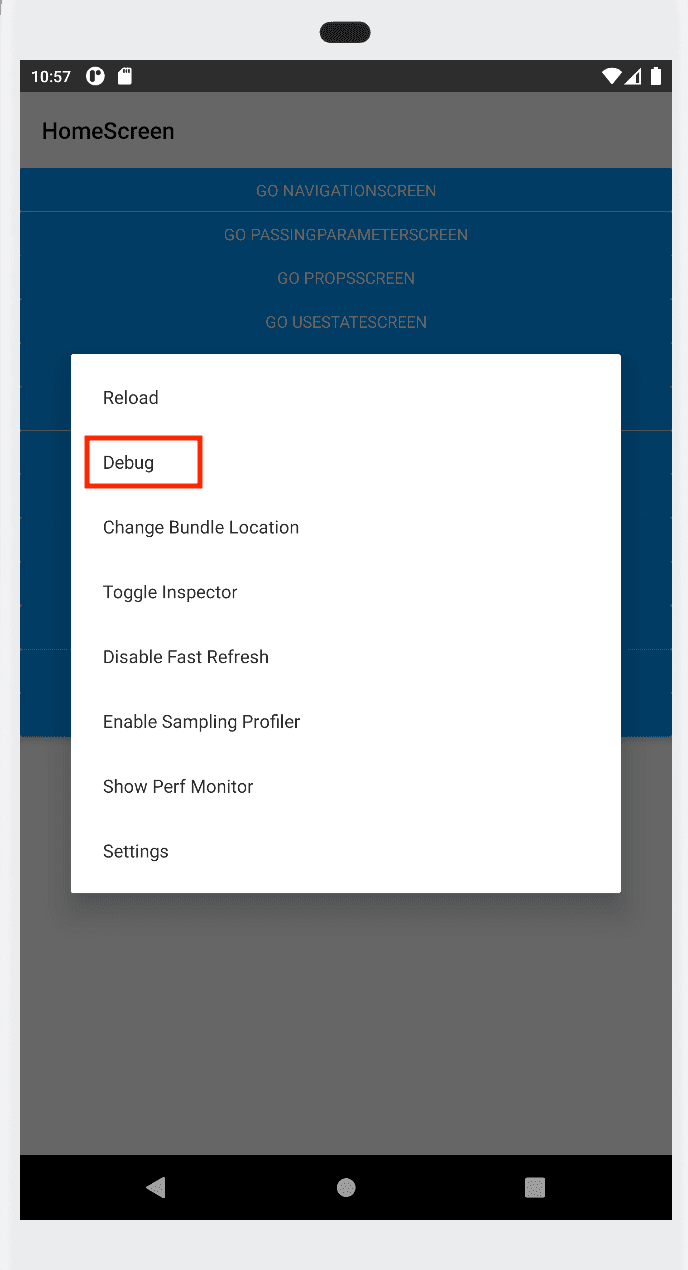 10:57
HomeScreen
GO NAVIGATIONSCREEN
GO PASSINGPARAMETERSCREEN
GO PROPSSCREEN
GO USESTATESCREEN
Reload
Debug
Change Bundle Location
Toggle Inspector
Disable Fast Refresh
Enable Sampling Profiler
Show Perf Monitor
Settings